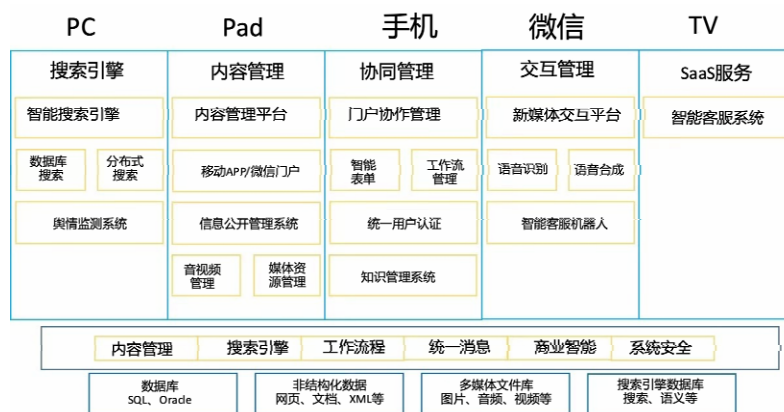 PC Pad 手机 微信 TV
搜索引擎 内容管理 协同管理 交互管理 SaaS服务
智能搜索引擎 内容管理平台 门户协作管理 新媒体交互平台 智能客服系统
数据库
搜索
分布式
搜索
移动APP/微信门户
智能
表单
工作流
管理
语音识别 语音合成
舆情监测系统 信息公开管理系统 统一用户认证 智能客服机器人
音视频
管理
媒体资
源管理
知识管理系统
内容管理 搜索引擎 工作流程 统一消息 商业智能 系统安全
数据库
SQL、Oracle
非结构化数据
网页、文档、XML等
多媒体文件库
图片、音频、视频等
搜索引擎数据库
搜索、语义等